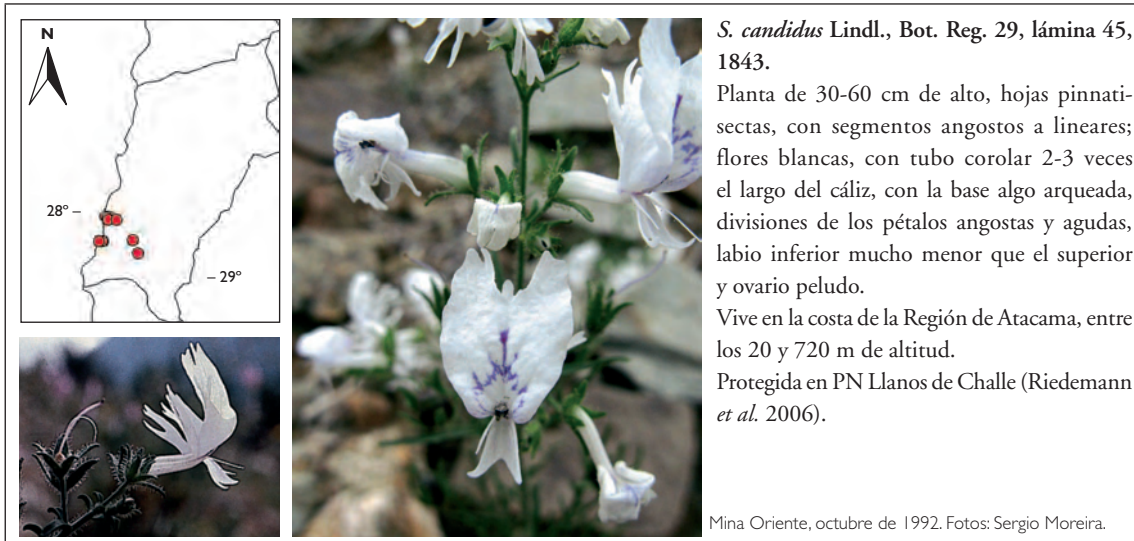 N
28°
29°
S. candidus Lindl., Bot. Reg. 29, lámina 45,
1843.
Planta de 30-60 cm de alto, hojas pinnati-
sectas, con segmentos angostos a lineares;
flores blancas, con tubo corolar 2-3 veces
el largo del cáliz, con la base algo arqueada,
divisiones de los pétalos angostas y agudas,
labio inferior mucho menor que el superior
y ovario peludo.
Vive en la costa de la Región de Atacama, entre
los 20 y 720 m de altitud.
Protegida en PN Llanos de Challe (Riedemann
et al. 2006).
Mina Oriente, octubre de 1992. Fotos: Sergio Moreira.